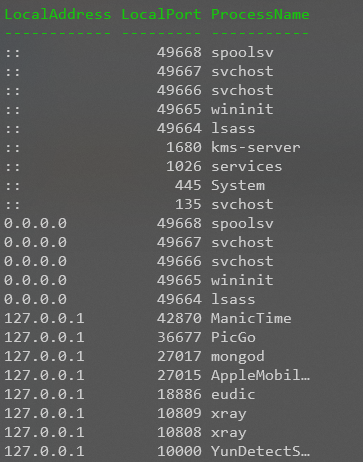 LocalAddress LocalPort ProcessName
------------ --------- -----------
:: 49668 spoolsv
:: 49667 svchost
:: 49666 svchost
:: 49665 wininit
:: 49664 lsass
:: 1680 kms-server
:: 1026 services
:: 445 System
:: 135 svchost
0.0.0.0 49668 spoolsv
0.0.0.0 49667 svchost
0.0.0.0 49666 svchost
0.0.0.0 49665 wininit
0.0.0.0 49664 lsass
127.0.0.1 42870 ManicTime
127.0.0.1 36677 PicGo
127.0.0.1 27017 mongod
127.0.0.1 27015 AppleMobil…
127.0.0.1 18886 eudic
127.0.0.1 10809 xray
127.0.0.1 10808 xray
127.0.0.1 10000 YunDetectS…